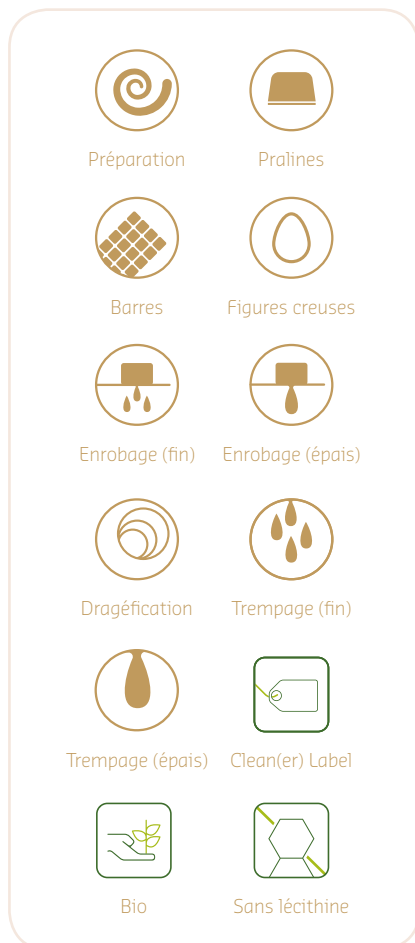 Préparation
Pralines
Barres
Figures creuses
Enrobage (fin)
Enrobage (épais)
Dragéfication
Trempage (fin)
Trempage (épais)
Clean(er) Label
Bio
Sans lécithine